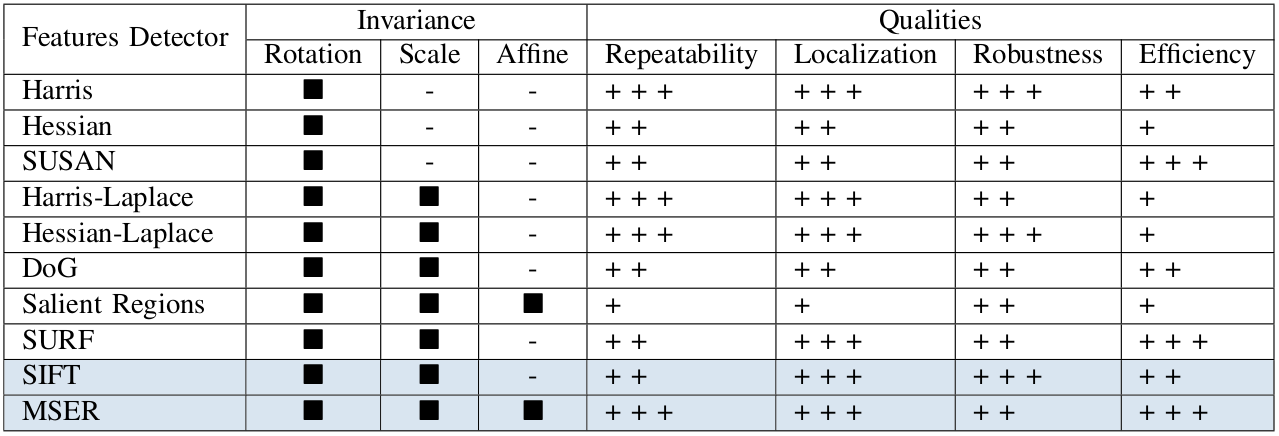 Features Detector Invariance Qualities
Rotation Scale Affine Repeatability Localization Robustness Efficiency
Harris ■ - - + + + + + + + + + + +
Hessian ■ - - + + + + + + +
SUSAN ■ - - + + + + + + + + +
Harris-Laplace ■ ■ - + + + + + + + + +
Hessian-Laplace ■ ■ - + + + + + + + + + +
DoG ■ ■ - + + + + + + + +
Salient Regions ■ ■ ■ + + + + +
SURF ■ ■ - + + + + + + + + + +
SIFT ■ ■ - + + + + + + + + + +
MSER ■ ■ ■ + + + + + + + + + + +